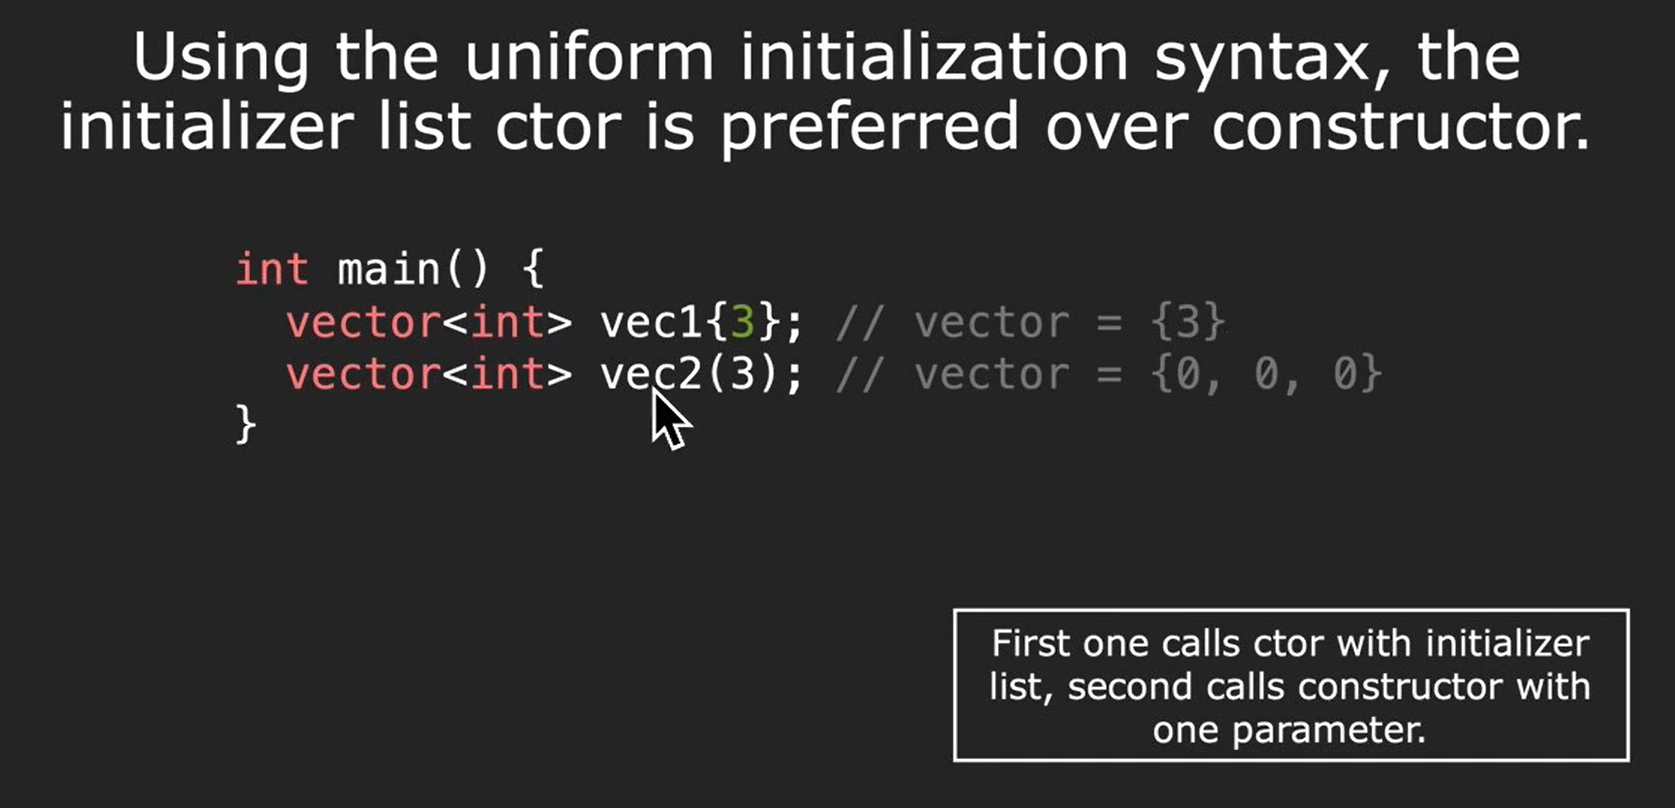 Using the uniform initialization syntax, the
initializer list ctor is preferred over constructor.
int main() {
  vector<int> vec1{3}; // vector = {3}
  vector<int> vec2(3); // vector = {0, 0, 0}
}
First one calls ctor with initializer
list, second calls constructor with
one parameter.